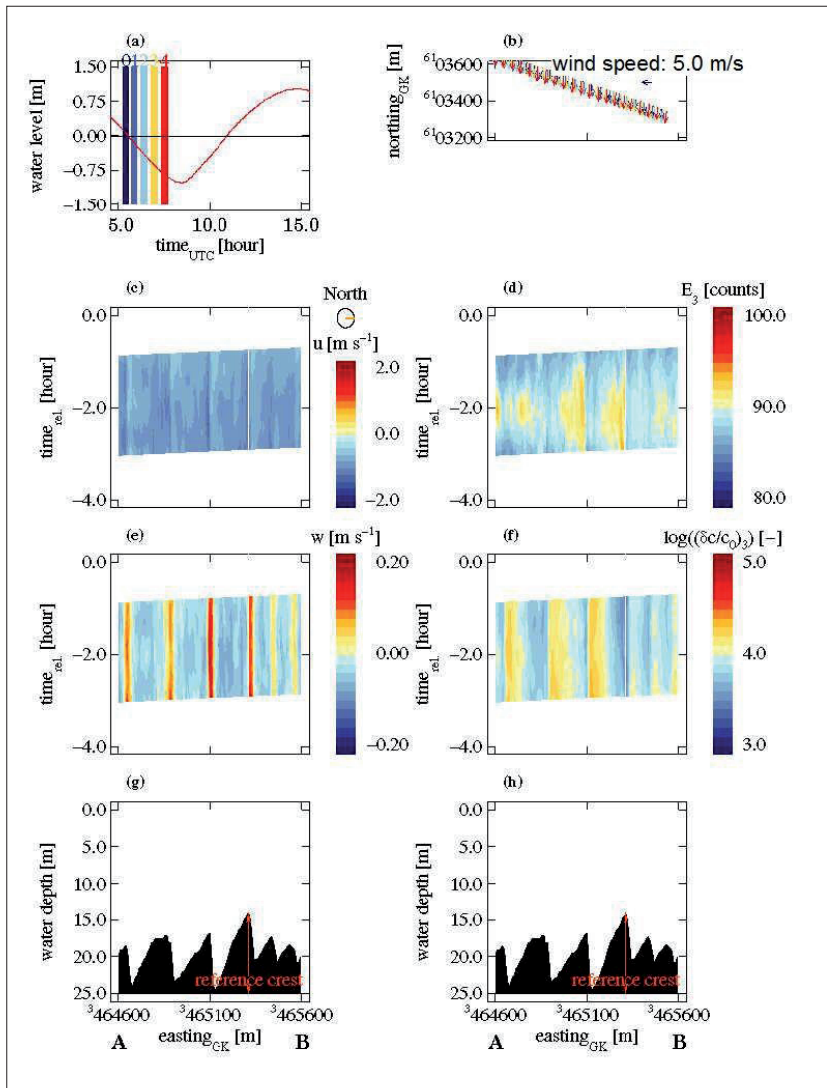 (a)
0 1 2 3 4
water level [m]
1.50
0.75
0.00
−0.75
−1.50
5.0 10.0 15.0
time_UTC [hour]
(b)
wind speed: 5.0 m/s
northing_GK [m]
⁶¹03600
⁶¹03400
⁶¹03200
(c)
North
u [m s⁻¹]
2.0
0.0
−2.0
time_rel. [hour]
0.0
−2.0
−4.0
(d)
E₃ [counts]
100.0
90.0
80.0
time_rel. [hour]
0.0
−2.0
−4.0
(e)
w [m s⁻¹]
0.20
0.00
−0.20
time_rel. [hour]
0.0
−2.0
−4.0
(f)
log((δc/c₀)₃) [−]
5.0
4.0
3.0
time_rel. [hour]
0.0
−2.0
−4.0
(g)
water depth [m]
0.0
5.0
10.0
15.0
20.0
25.0
reference crest
³464600 ³465100 ³465600
A easting_GK [m] B
(h)
water depth [m]
0.0
5.0
10.0
15.0
20.0
25.0
reference crest
³464600 ³465100 ³465600
A easting_GK [m] B